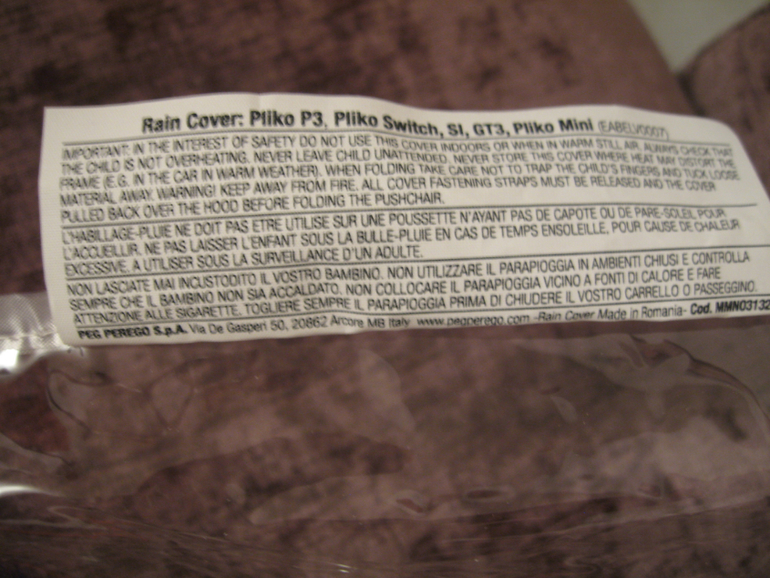 Rain Cover: Pliko P3, Pliko Switch, SI, GT3, Pliko Mini (EABELV0007)
IMPORTANT: IN THE INTEREST OF SAFETY DO NOT USE THIS COVER INDOORS OR WHEN IN WARM STILL AIR. ALWAYS CHECK THAT
THE CHILD IS NOT OVERHEATING. NEVER LEAVE CHILD UNATTENDED. NEVER STORE THIS COVER WHERE HEAT MAY DISTORT THE
FRAME (E.G. IN THE CAR IN WARM WEATHER). WHEN FOLDING TAKE CARE NOT TO TRAP THE CHILD'S FINGERS AND TUCK LOOSE
MATERIAL AWAY. WARNING! KEEP AWAY FROM FIRE. ALL COVER FASTENING STRAPS MUST BE RELEASED AND THE COVER
PULLED BACK OVER THE HOOD BEFORE FOLDING THE PUSHCHAIR.
L'HABILLAGE-PLUIE NE DOIT PAS ETRE UTILISE SUR UNE POUSSETTE N'AYANT PAS DE CAPOTE OU DE PARE-SOLEIL POUR
L'ACCUEILLIR. NE PAS LAISSER L'ENFANT SOUS LA BULLE-PLUIE EN CAS DE TEMPS ENSOLEILLE, POUR CAUSE DE CHALEUR
EXCESSIVE. A UTILISER SOUS LA SURVEILLANCE D'UN ADULTE.
NON LASCIATE MAI INCUSTODITO IL VOSTRO BAMBINO. NON UTILIZZARE IL PARAPIOGGIA IN AMBIENTI CHIUSI E CONTROLLA
SEMPRE CHE IL BAMBINO NON SIA ACCALDATO. NON COLLOCARE IL PARAPIOGGIA VICINO A FONTI DI CALORE E FARE
ATTENZIONE ALLE SIGARETTE. TOGLIERE SEMPRE IL PARAPIOGGIA PRIMA DI CHIUDERE IL VOSTRO CARRELLO O PASSEGGINO.
PEG PEREGO S.p.A. Via De Gasperi 50, 20862 Arcore MB Italy www.pegperego.com -Rain Cover Made in Romania- Cod. MMNO3132